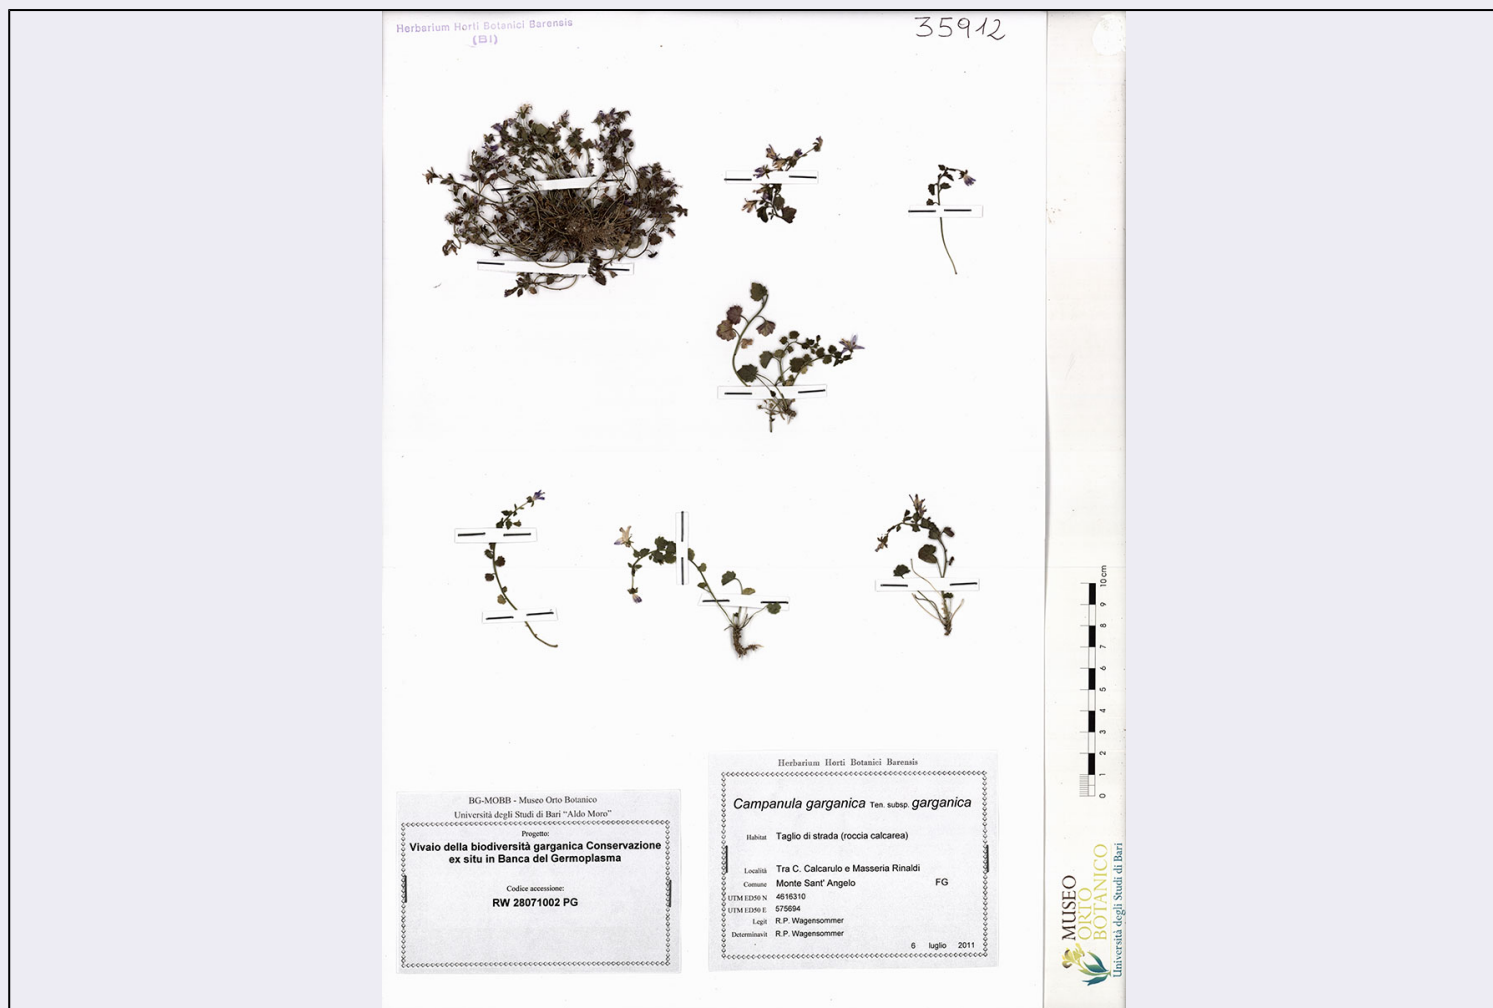 Herbarium Horti Botanici Barensis
(BI)
35912
10 cm
9
8
7
6
5
4
3
2
1
0
BG-MOBB - Museo Orto Botanico
Università degli Studi di Bari "Aldo Moro"
Progetto:
Vivaio della biodiversità garganica Conservazione
ex situ in Banca del Germoplasma
Codice accessione:
RW 28071002 PG
Herbarium Horti Botanici Barensis
Campanula garganica Ten. subsp. garganica
Habitat Taglio di strada (roccia calcarea)
Località Tra C. Calcarulo e Masseria Rinaldi
Comune Monte Sant' Angelo FG
UTM ED50 N 4616310
UTM ED50 E 575694
Legit R.P. Wagensommer
Determinavit R.P. Wagensommer
6 luglio 2011
MUSEO
ORTO
BOTANICO
Università degli Studi di Bari